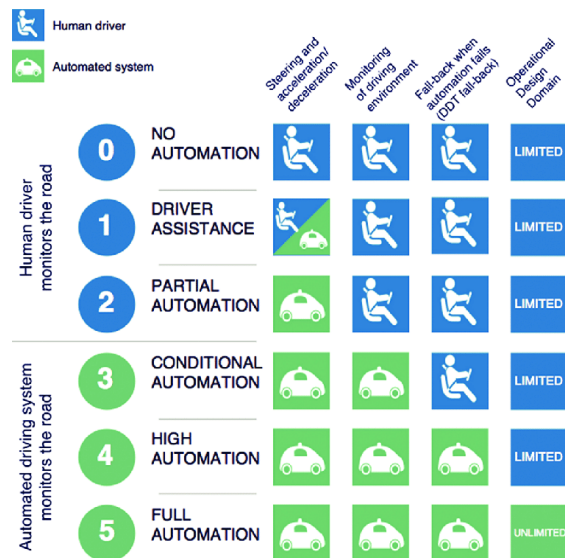 Human driver
Automated system
Steering and
acceleration/
deceleration
Monitoring
of driving
environment
Fall-back when
automation fails
(DDT fall-back)
Operational
Design
Domain
Human driver
monitors the road
0
NO
AUTOMATION
LIMITED
1
DRIVER
ASSISTANCE
LIMITED
2
PARTIAL
AUTOMATION
LIMITED
Automated driving system
monitors the road
3
CONDITIONAL
AUTOMATION
LIMITED
4
HIGH
AUTOMATION
LIMITED
5
FULL
AUTOMATION
UNLIMITED